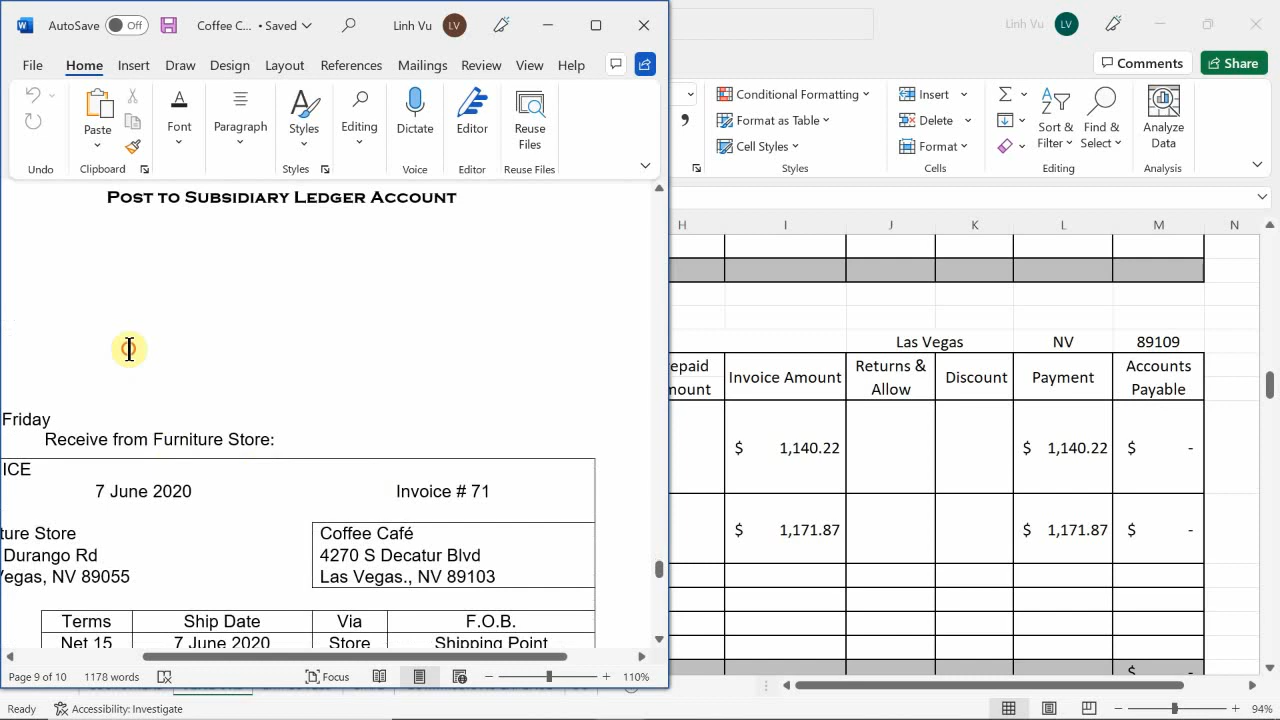 AutoSave Off Coffee C... • Saved Linh Vu LV
File Home Insert Draw Design Layout References Mailings Review View Help
Paste Font Paragraph Styles Editing Dictate Editor Reuse Files
Undo Clipboard Styles Voice Editor Reuse Files
Post to Subsidiary Ledger Account
Friday
Receive from Furniture Store:
ICE
7 June 2020 Invoice # 71
ture Store Coffee Café
Durango Rd 4270 S Decatur Blvd
Vegas, NV 89055 Las Vegas., NV 89103
Terms Ship Date Via F.O.B.
Net 15 7 June 2020 Store Shipping Point
Page 9 of 10 1178 words Focus 110%
Linh Vu LV
Comments Share
Conditional Formatting Insert
Format as Table Delete
Cell Styles Format
Sort & Filter Find & Select Analyze Data
Styles Cells Editing Analysis
H I J K L M N
Las Vegas NV 89109
epaid Invoice Amount Returns & Discount Payment Accounts
nount Allow Payable
$ 1,140.22 $ 1,140.22 $ -
$ 1,171.87 $ 1,171.87 $ -
$ -
Ready Accessibility: Investigate 94%